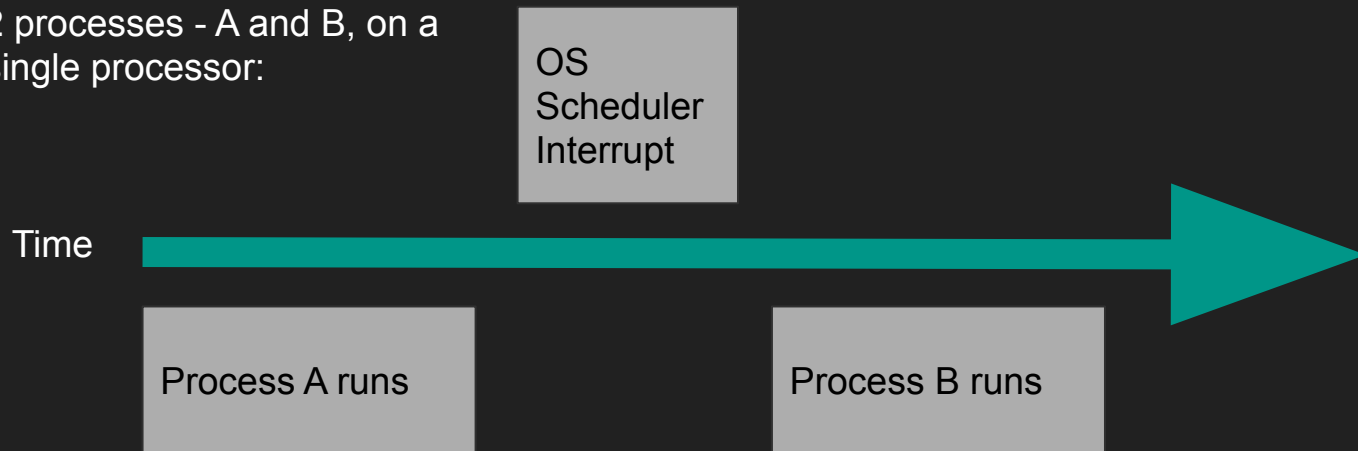 2 processes - A and B, on a
single processor:
OS
Scheduler
Interrupt
Time
Process A runs
Process B runs